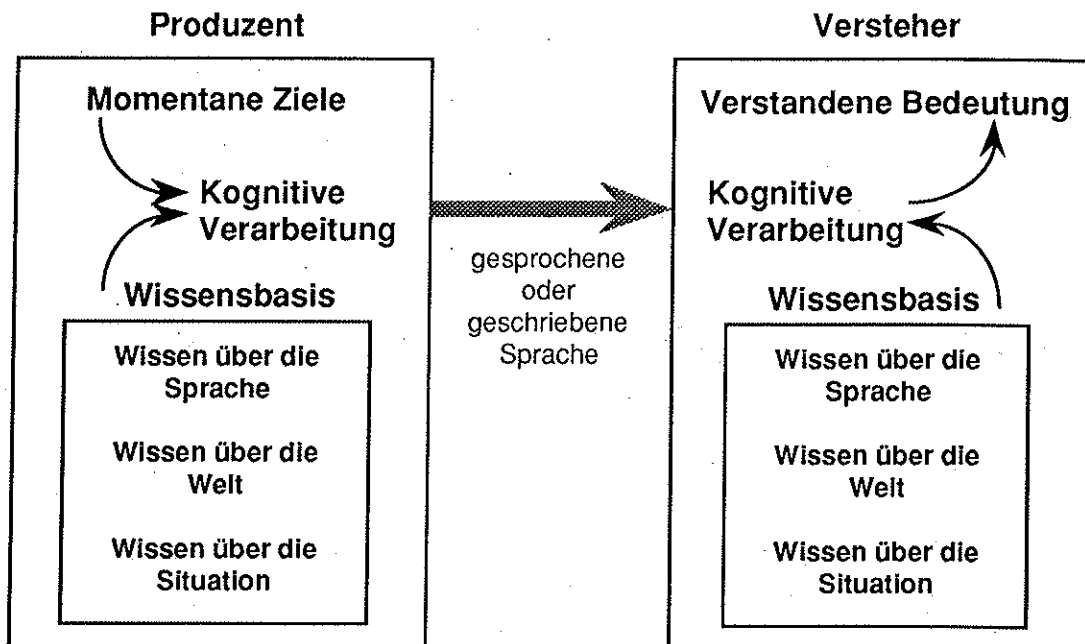 Produzent
Momentane Ziele
Kognitive
Verarbeitung
Wissensbasis
Wissen über die
Sprache
Wissen über die
Welt
Wissen über die
Situation
gesprochene
oder
geschriebene
Sprache
Versteher
Verstandene Bedeutung
Kognitive
Verarbeitung
Wissensbasis
Wissen über die
Sprache
Wissen über die
Welt
Wissen über die
Situation